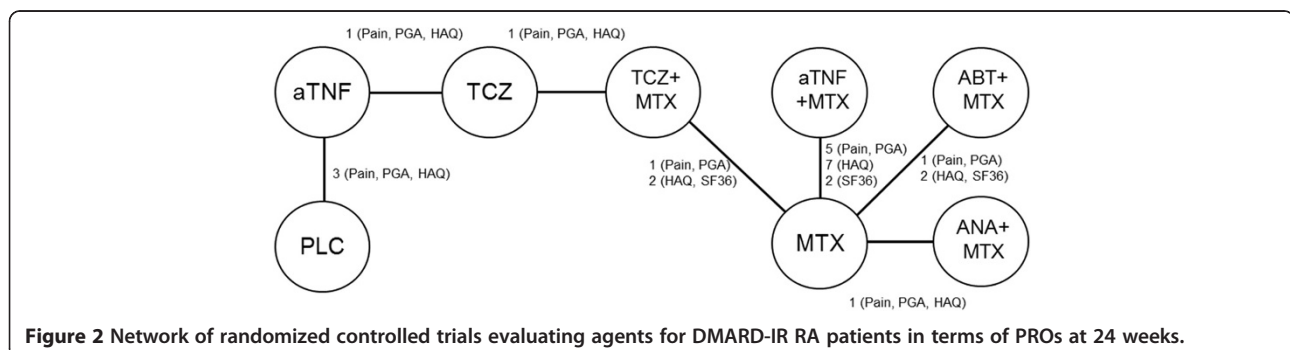 1 (Pain, PGA, HAQ)
1 (Pain, PGA, HAQ)
aTNF
TCZ
TCZ+
MTX
aTNF
+MTX
ABT+
MTX
3 (Pain, PGA, HAQ)
1 (Pain, PGA)
2 (HAQ, SF36)
5 (Pain, PGA)
7 (HAQ)
2 (SF36)
1 (Pain, PGA)
2 (HAQ, SF36)
PLC
MTX
ANA+
MTX
1 (Pain, PGA, HAQ)
Figure 2 Network of randomized controlled trials evaluating agents for DMARD-IR RA patients in terms of PROs at 24 weeks.